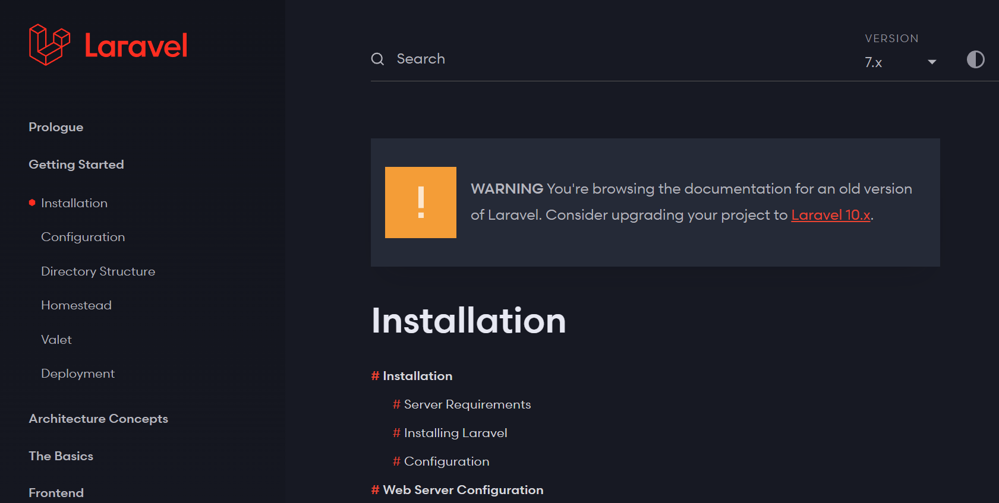 Laravel
Prologue
Getting Started
Installation
Configuration
Directory Structure
Homestead
Valet
Deployment
Architecture Concepts
The Basics
Frontend
Search
VERSION
7.x
!
WARNING You're browsing the documentation for an old version
of Laravel. Consider upgrading your project to Laravel 10.x.
Installation
# Installation
# Server Requirements
# Installing Laravel
# Configuration
# Web Server Configuration